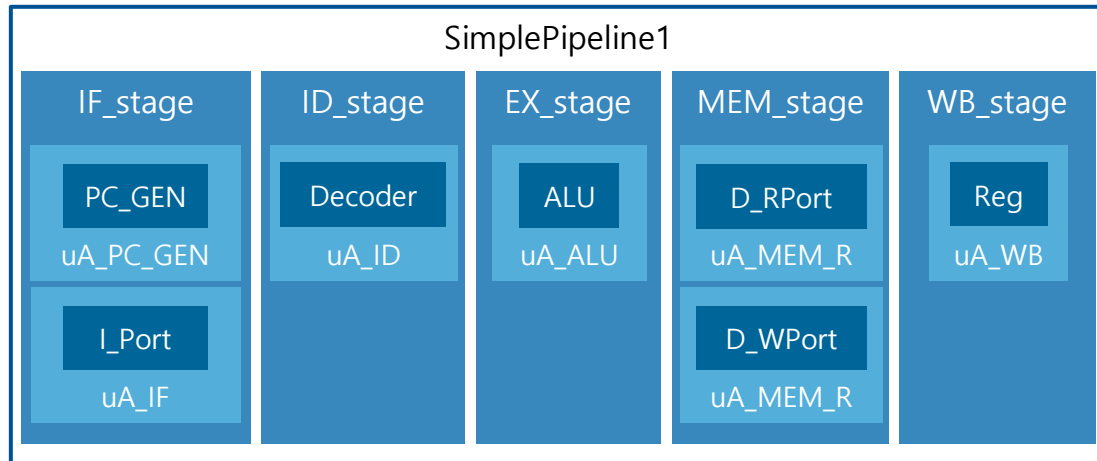 SimplePipeline1
IF_stage
PC_GEN
uA_PC_GEN
I_Port
uA_IF
ID_stage
Decoder
uA_ID
EX_stage
ALU
uA_ALU
MEM_stage
D_RPort
uA_MEM_R
D_WPort
uA_MEM_R
WB_stage
Reg
uA_WB